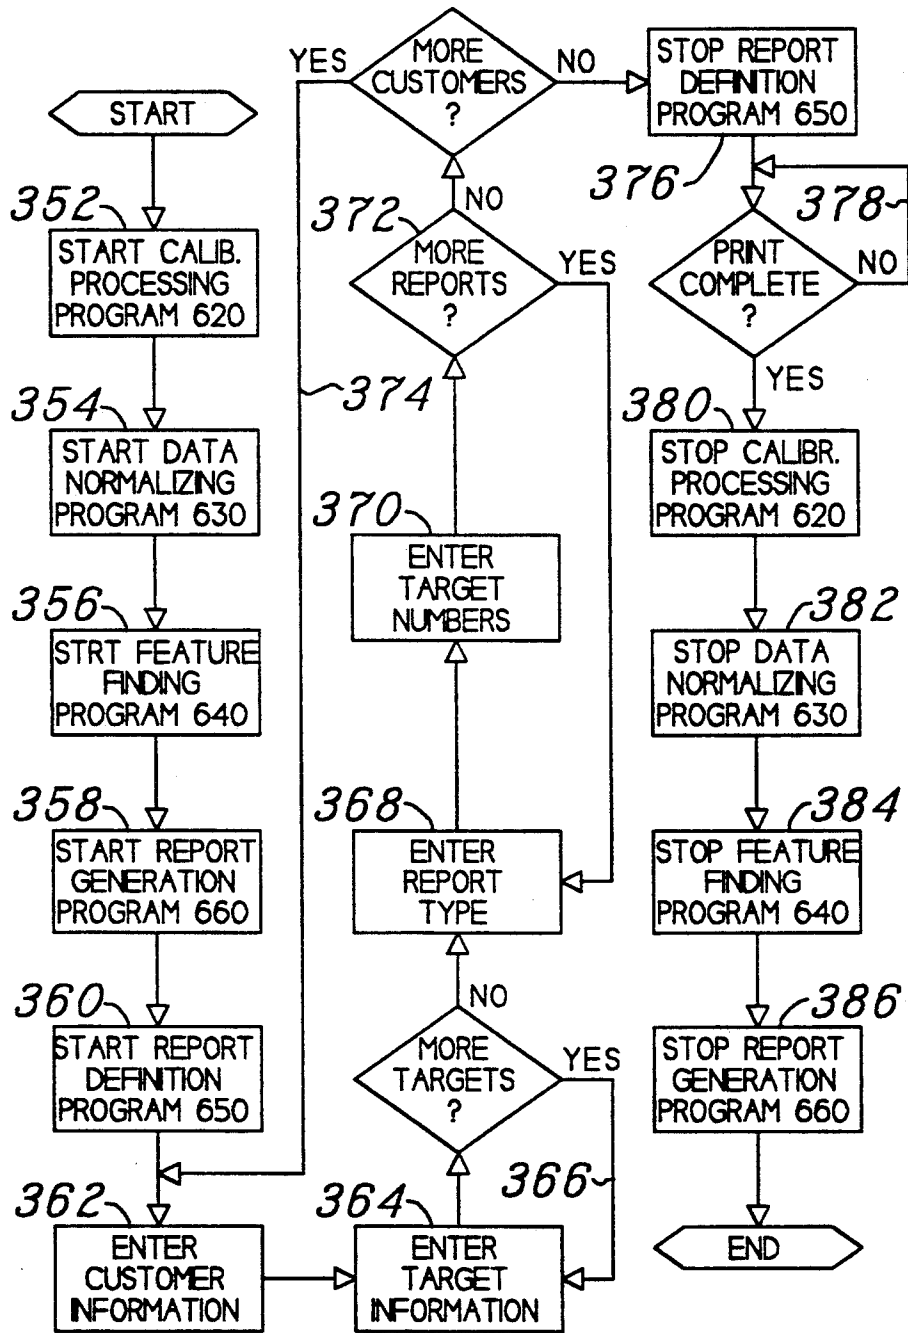 START
352
START CALIB.
PROCESSING
PROGRAM 620
354
START DATA
NORMALIZING
PROGRAM 630
356
STRT FEATURE
FINDING
PROGRAM 640
358
START REPORT
GENERATION
PROGRAM 660
360
START REPORT
DEFINITION
PROGRAM 650
362
ENTER
CUSTOMER
INFORMATION
364
ENTER
TARGET
INFORMATION
366
MORE
TARGETS
?
YES
NO
368
ENTER
REPORT
TYPE
370
ENTER
TARGET
NUMBERS
372
MORE
REPORTS
?
YES
NO
374
MORE
CUSTOMERS
?
YES
NO
STOP REPORT
DEFINITION
PROGRAM 650
376
378
PRINT
COMPLETE
?
NO
YES
380
STOP CALIBR.
PROCESSING
PROGRAM 620
382
STOP DATA
NORMALIZING
PROGRAM 630
384
STOP FEATURE
FINDING
PROGRAM 640
386
STOP REPORT
GENERATION
PROGRAM 660
END